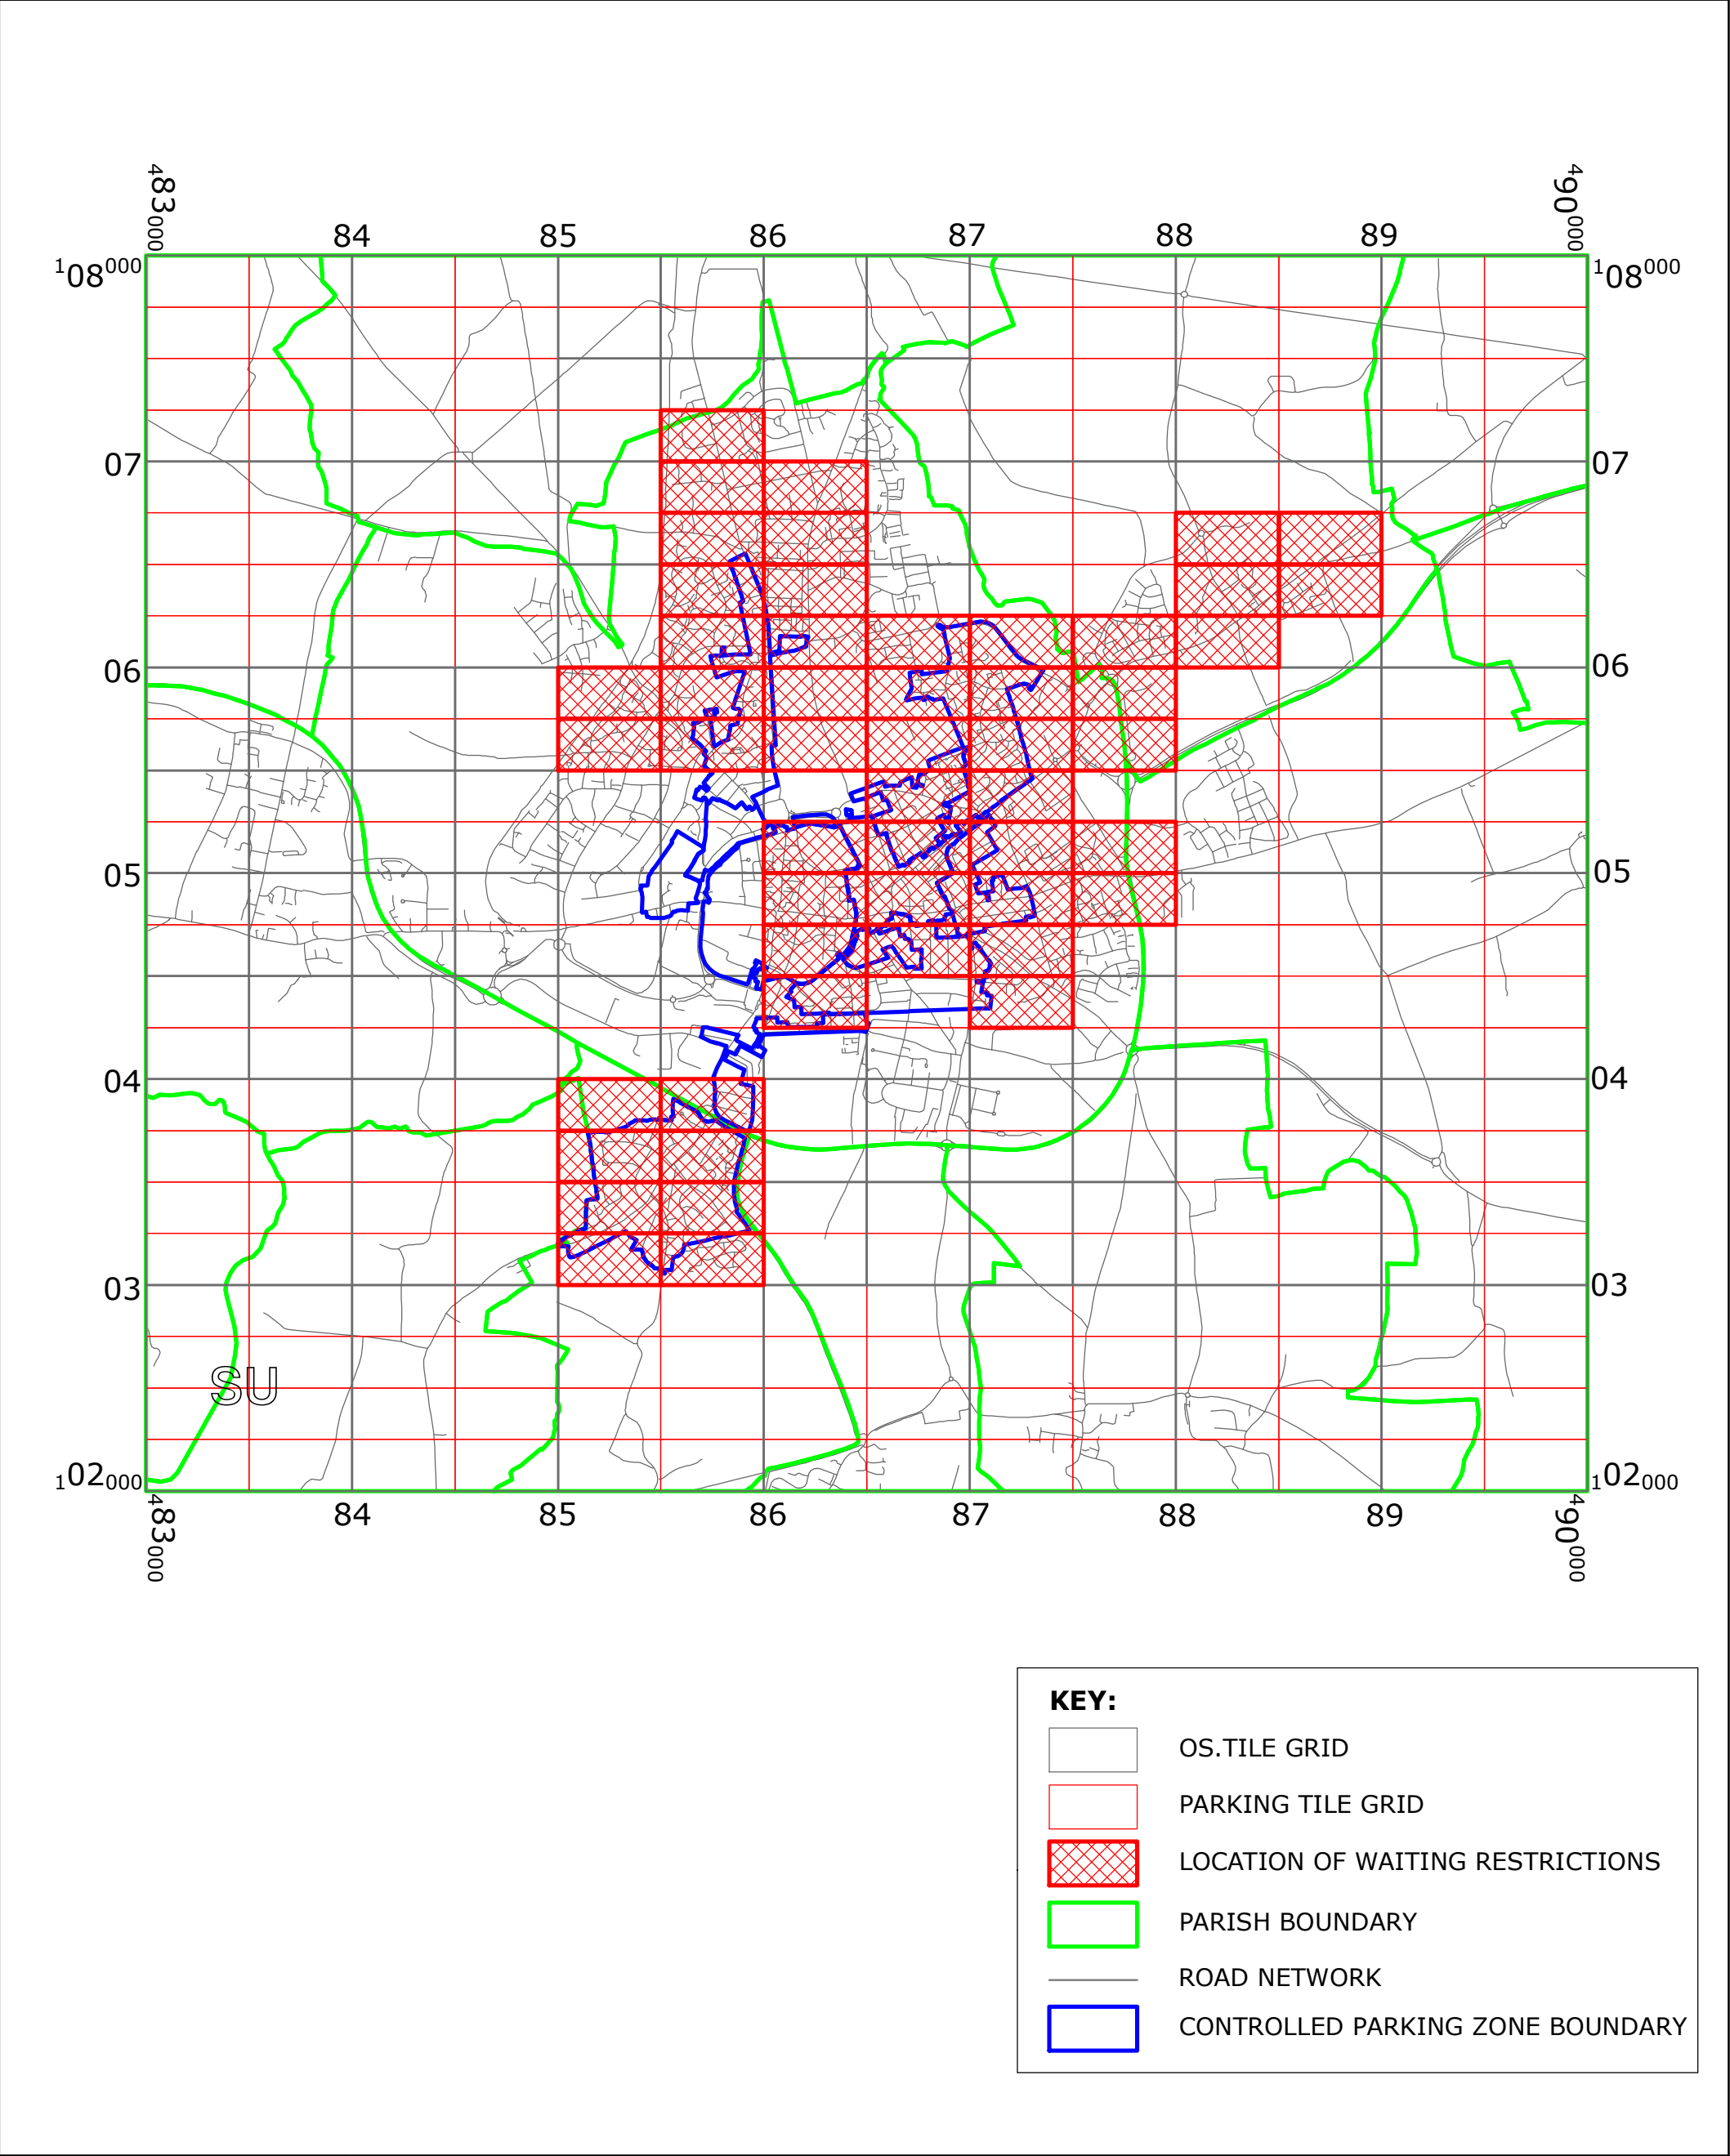 483000
490000
84 85 86 87 88 89
108000
108000
07
07
06
06
05
05
04
04
03
03
SU
102000
102000
483000
84 85 86 87 88 89
490000
KEY:
OS.TILE GRID
PARKING TILE GRID
LOCATION OF WAITING RESTRICTIONS
PARISH BOUNDARY
ROAD NETWORK
CONTROLLED PARKING ZONE BOUNDARY